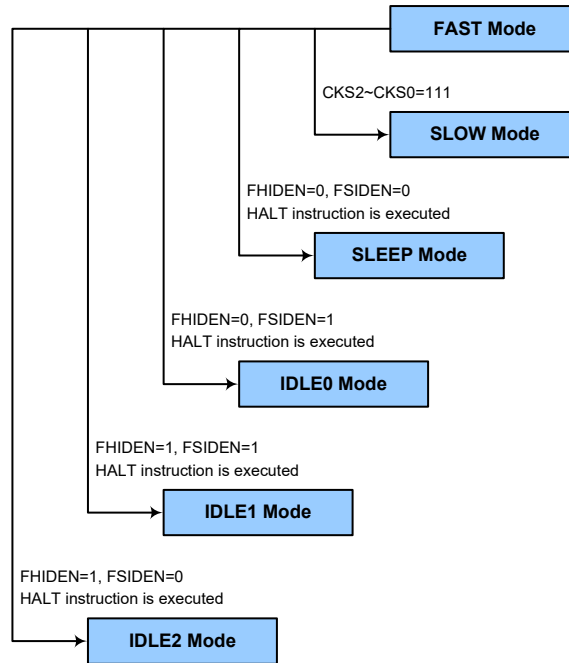 FAST Mode
CKS2~CKS0=111
SLOW Mode
FHIDEN=0, FSIDEN=0
HALT instruction is executed
SLEEP Mode
FHIDEN=0, FSIDEN=1
HALT instruction is executed
IDLE0 Mode
FHIDEN=1, FSIDEN=1
HALT instruction is executed
IDLE1 Mode
FHIDEN=1, FSIDEN=0
HALT instruction is executed
IDLE2 Mode